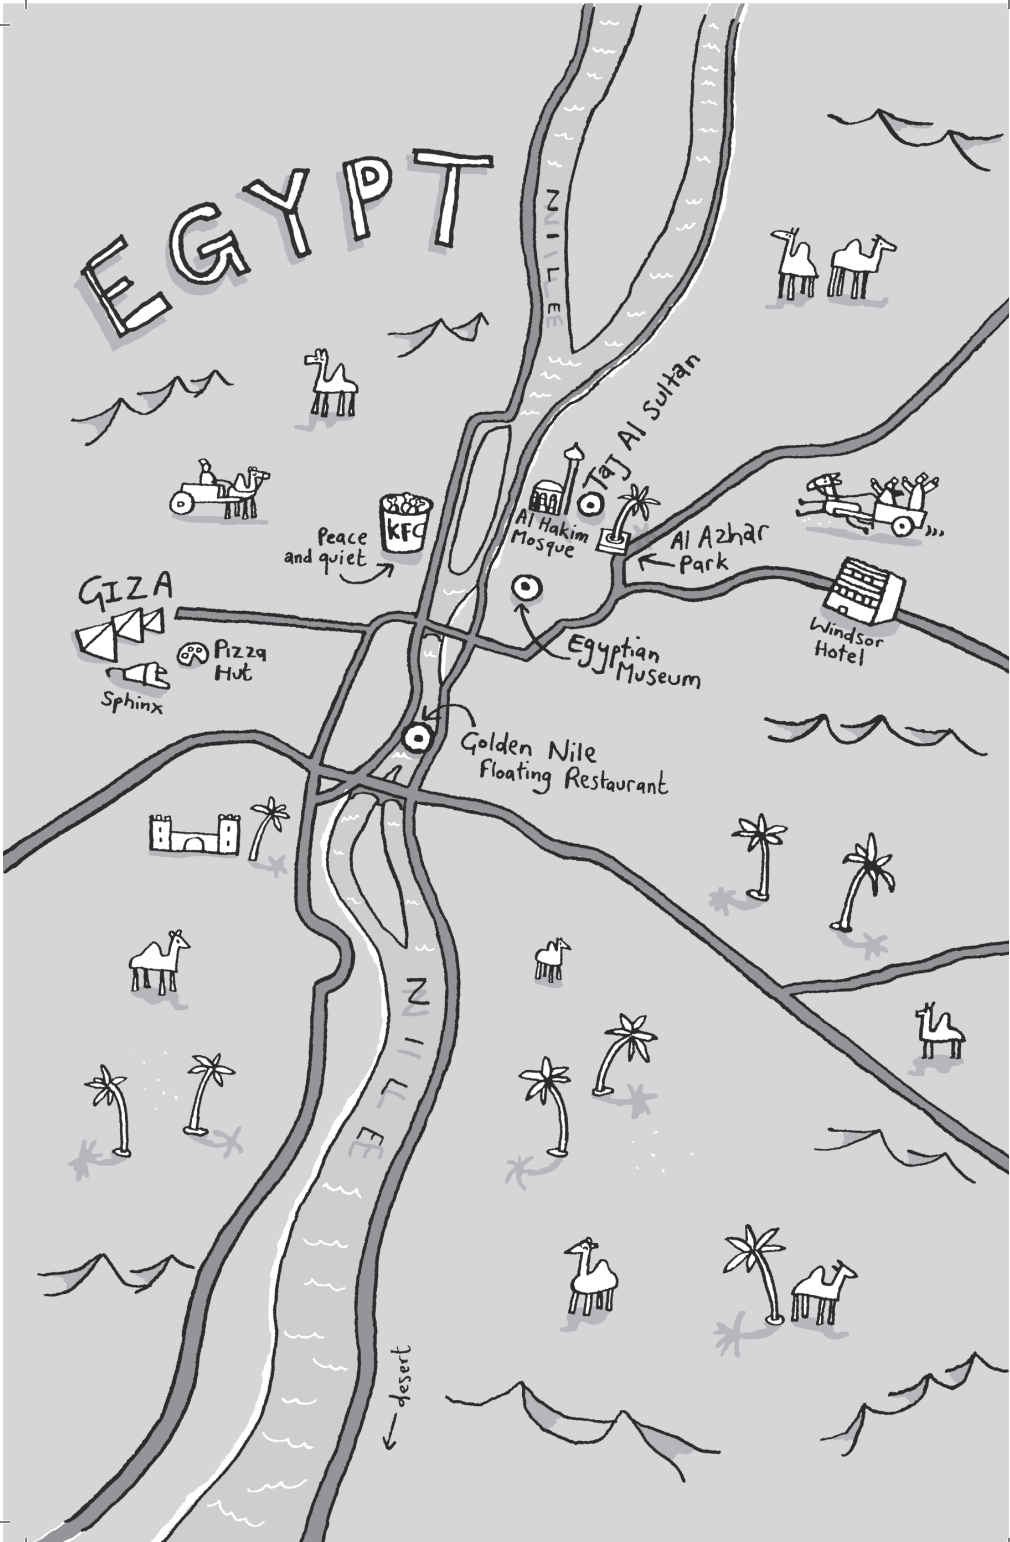 EGYPT
NILE
Taj Al Sultan
Al Hakim
Mosque
KFC
Peace
and quiet
Al Azhar
Park
GIZA
Pizza
Hut
Sphinx
Windsor
Hotel
Egyptian
Museum
Golden Nile
Floating Restaurant
NILE
desert